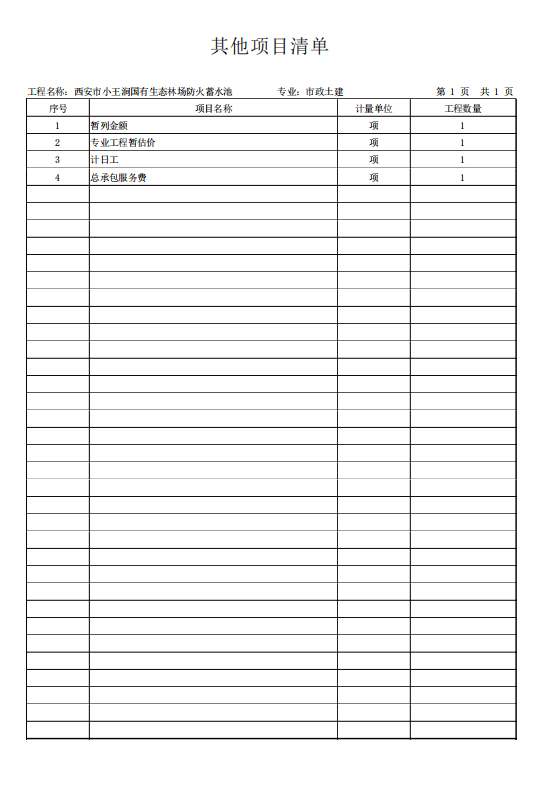 其他项目清单
工程名称：西安市小王涧国有生态林场防火蓄水池 专业：市政土建 第 1 页 共 1 页
序号 项目名称 计量单位 工程数量
1 暂列金额 项 1
2 专业工程暂估价 项 1
3 计日工 项 1
4 总承包服务费 项 1